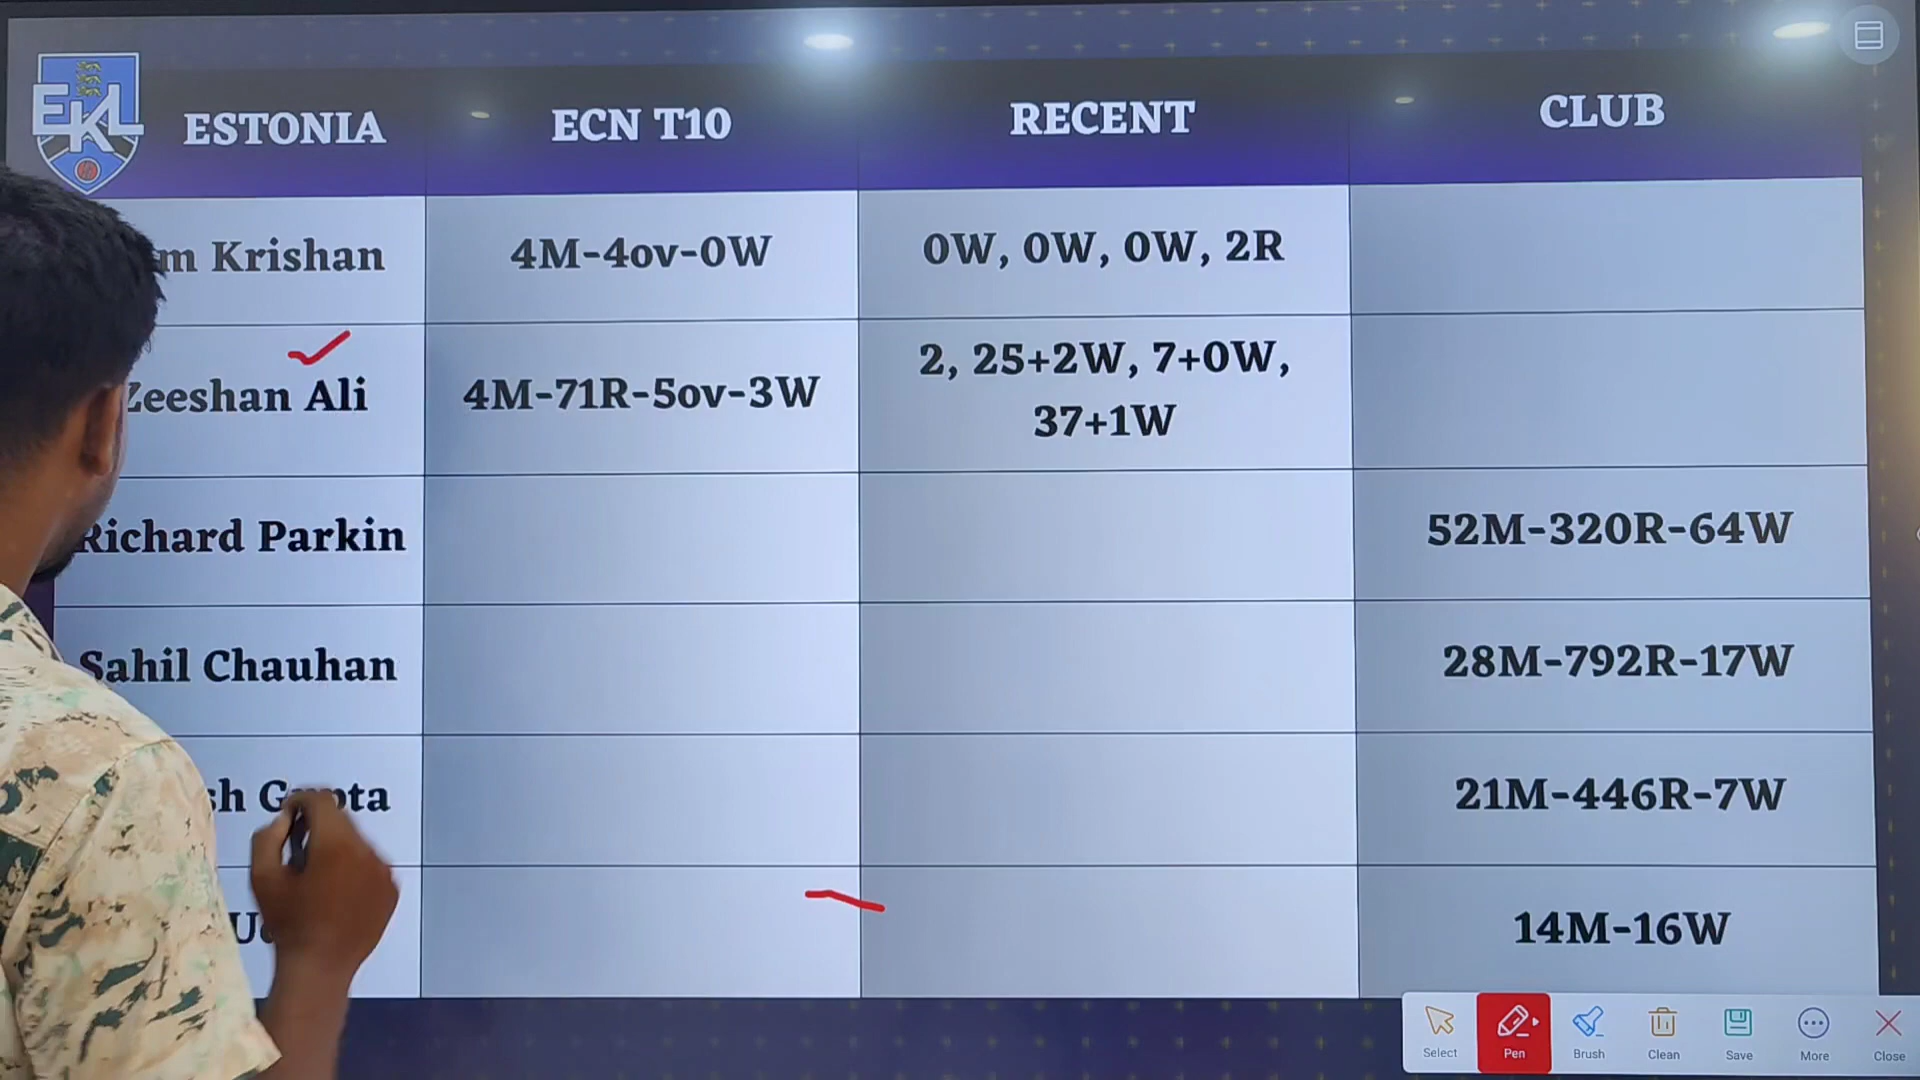 EKL
ESTONIA ECN T10 RECENT CLUB
Krishan 4M-4ov-0W 0W, 0W, 0W, 2R
Zeeshan Ali 4M-71R-5ov-3W 2, 25+2W, 7+0W,
37+1W
Richard Parkin 52M-320R-64W
Sahil Chauhan 28M-792R-17W
21M-446R-7W
14M-16W
Select Pen Brush Clean Save More Close